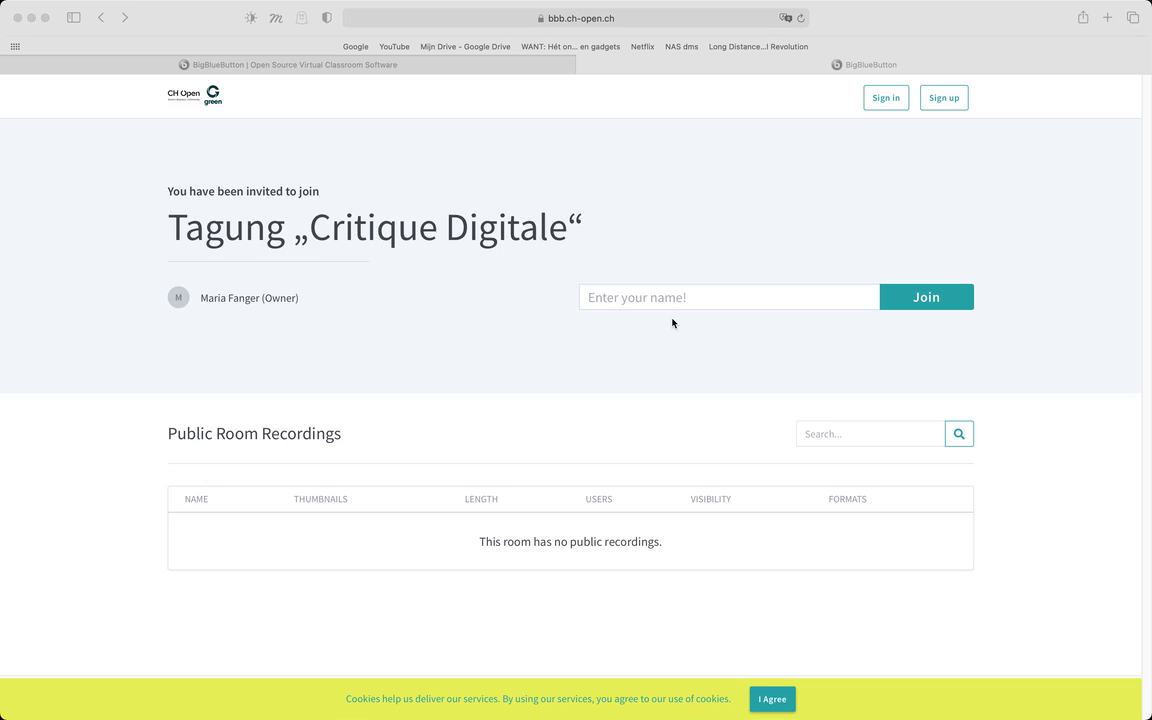 bbb.ch-open.ch
Google YouTube Mijn Drive - Google Drive WANT: Hét on... en gadgets Netflix NAS dms Long Distance...l Revolution
BigBlueButton | Open Source Virtual Classroom Software
BigBlueButton
CH Open
green
Sign in
Sign up
You have been invited to join
Tagung „Critique Digitale“
M
Maria Fanger (Owner)
Enter your name!
Join
Public Room Recordings
Search...
NAME THUMBNAILS LENGTH USERS VISIBILITY FORMATS
This room has no public recordings.
Cookies help us deliver our services. By using our services, you agree to our use of cookies.
I Agree